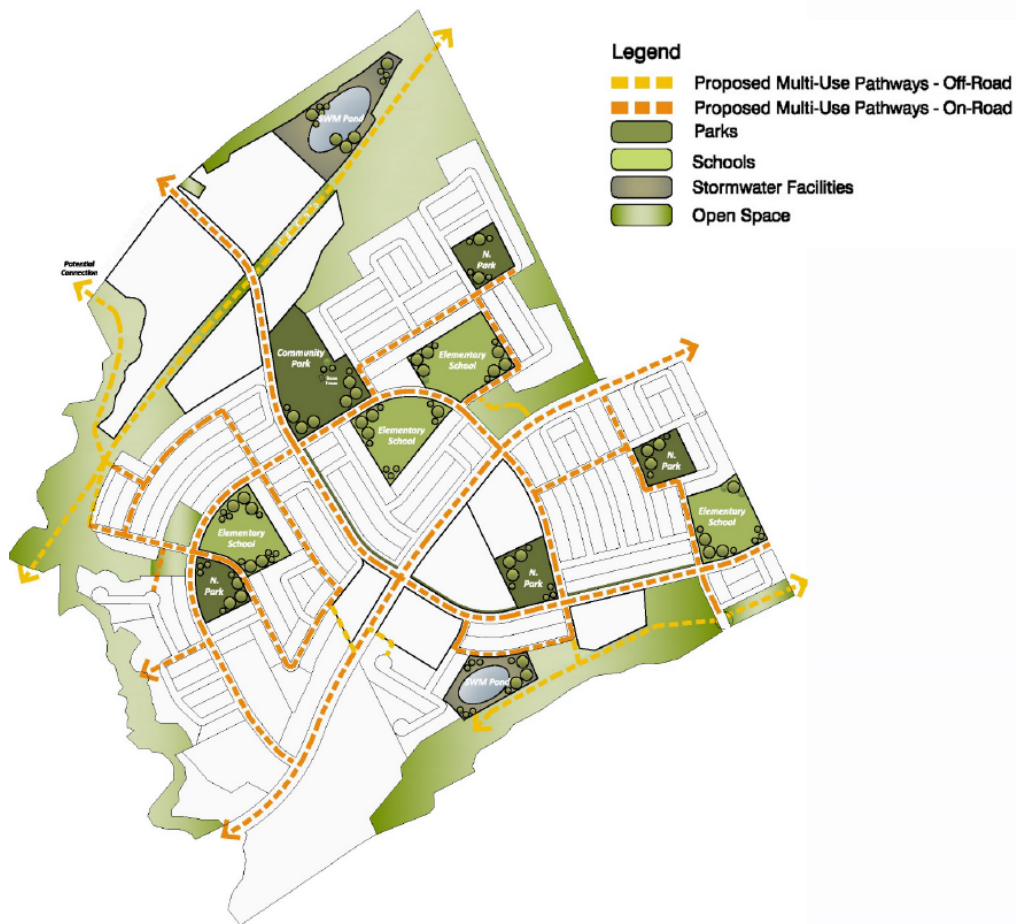 Legend
Proposed Multi-Use Pathways - Off-Road
Proposed Multi-Use Pathways - On-Road
Parks
Schools
Stormwater Facilities
Open Space
SWM Pond
Potential
Connection
N.
Park
Community
Park
Elementary
School
Elementary
School
N.
Park
Elementary
School
Elementary
School
N.
Park
N.
Park
SWM Pond